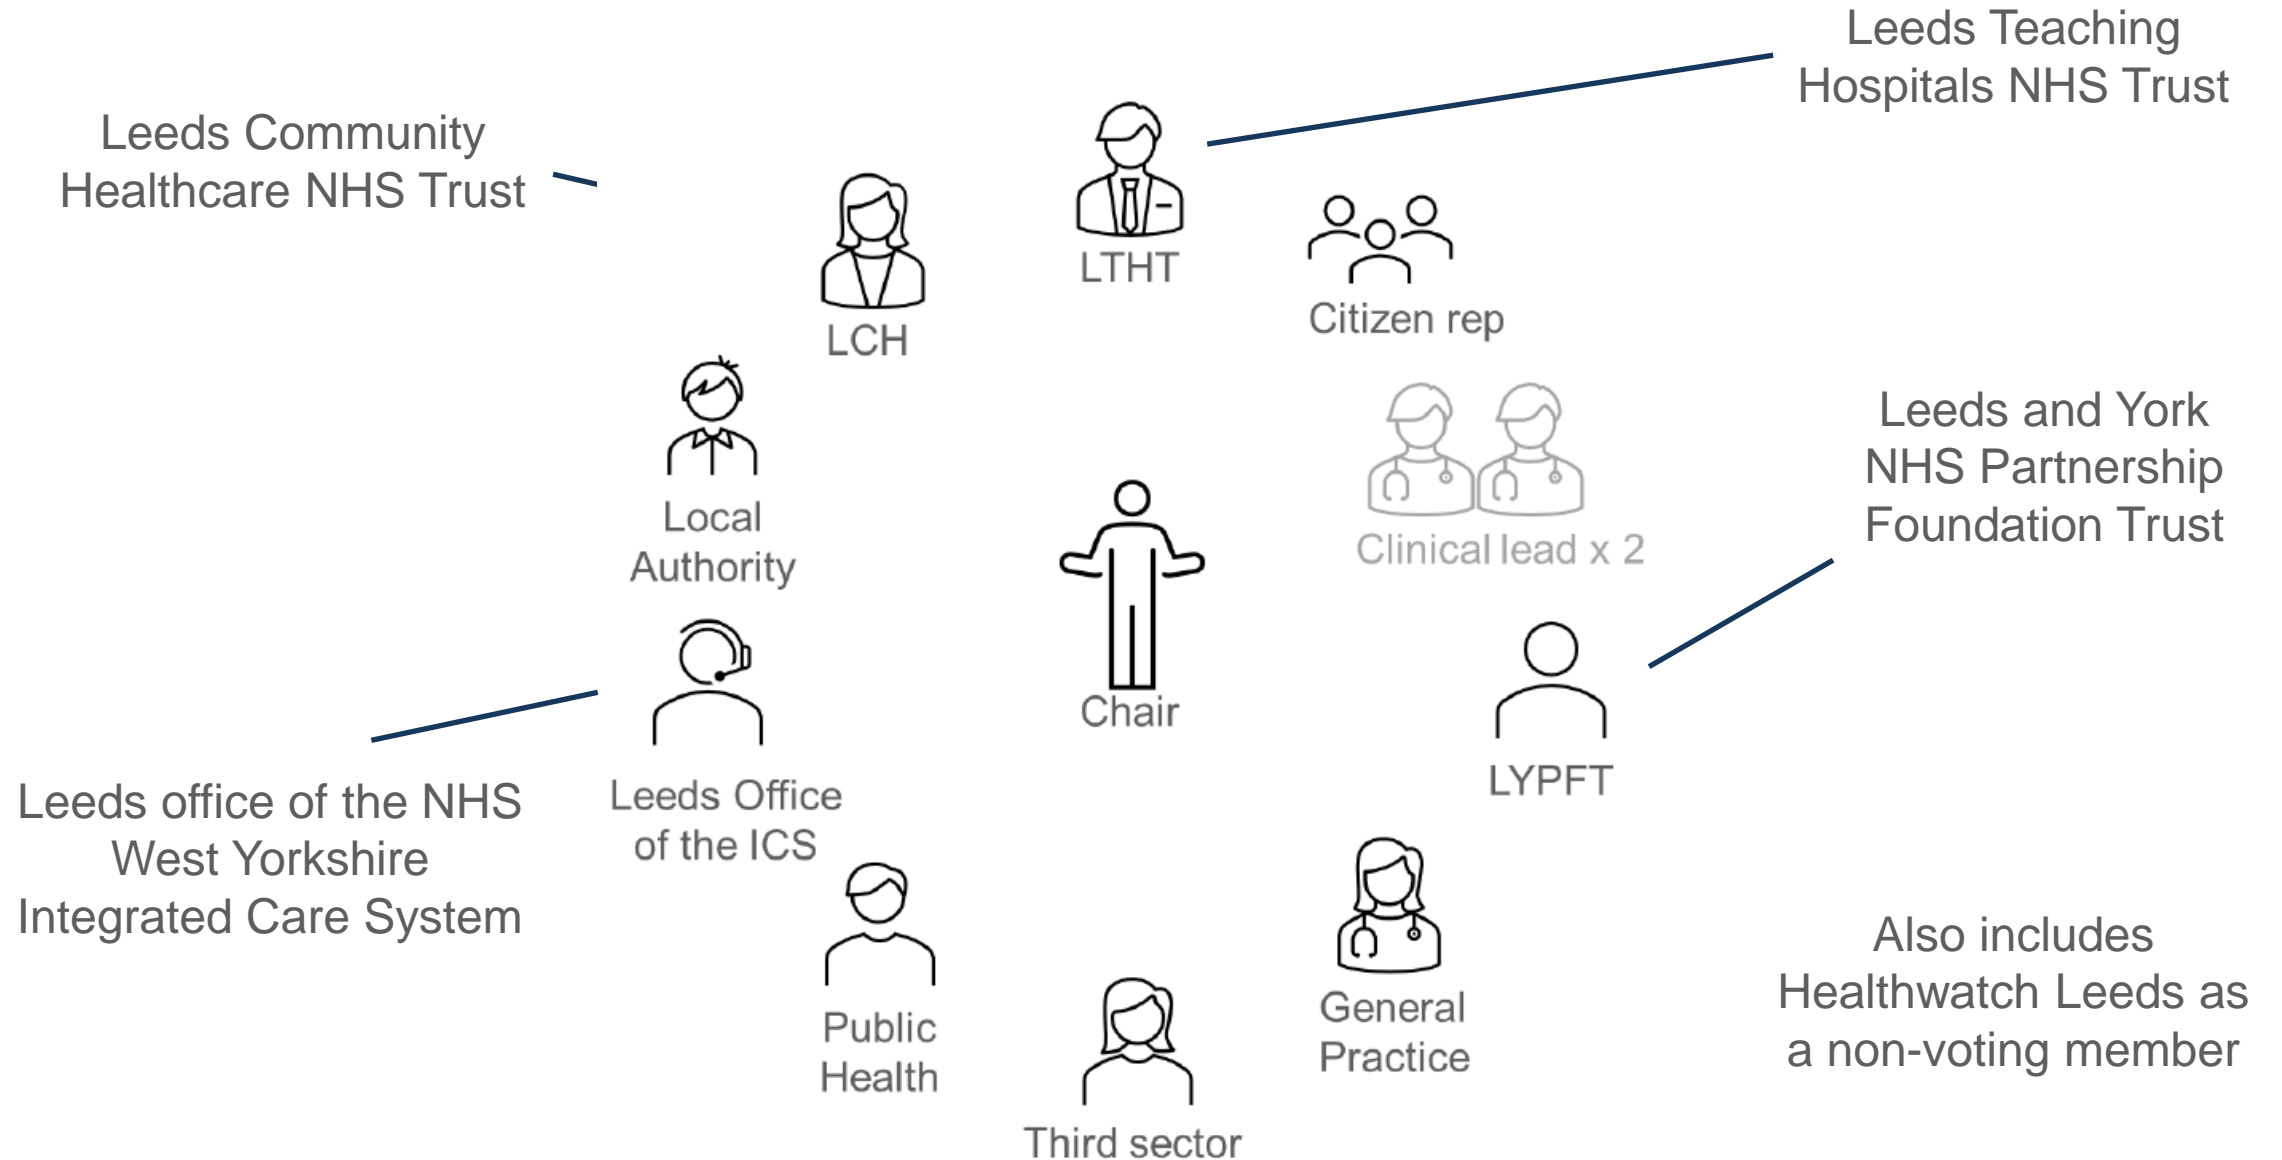 Leeds Teaching
Hospitals NHS Trust
Leeds Community
Healthcare NHS Trust
LTHT
Citizen rep
LCH
Leeds and York
NHS Partnership
Foundation Trust
Local
Authority
Clinical lead x 2
Chair
LYPFT
Leeds office of the NHS
West Yorkshire
Integrated Care System
Leeds Office
of the ICS
Also includes
Healthwatch Leeds as
a non-voting member
General
Practice
Public
Health
Third sector